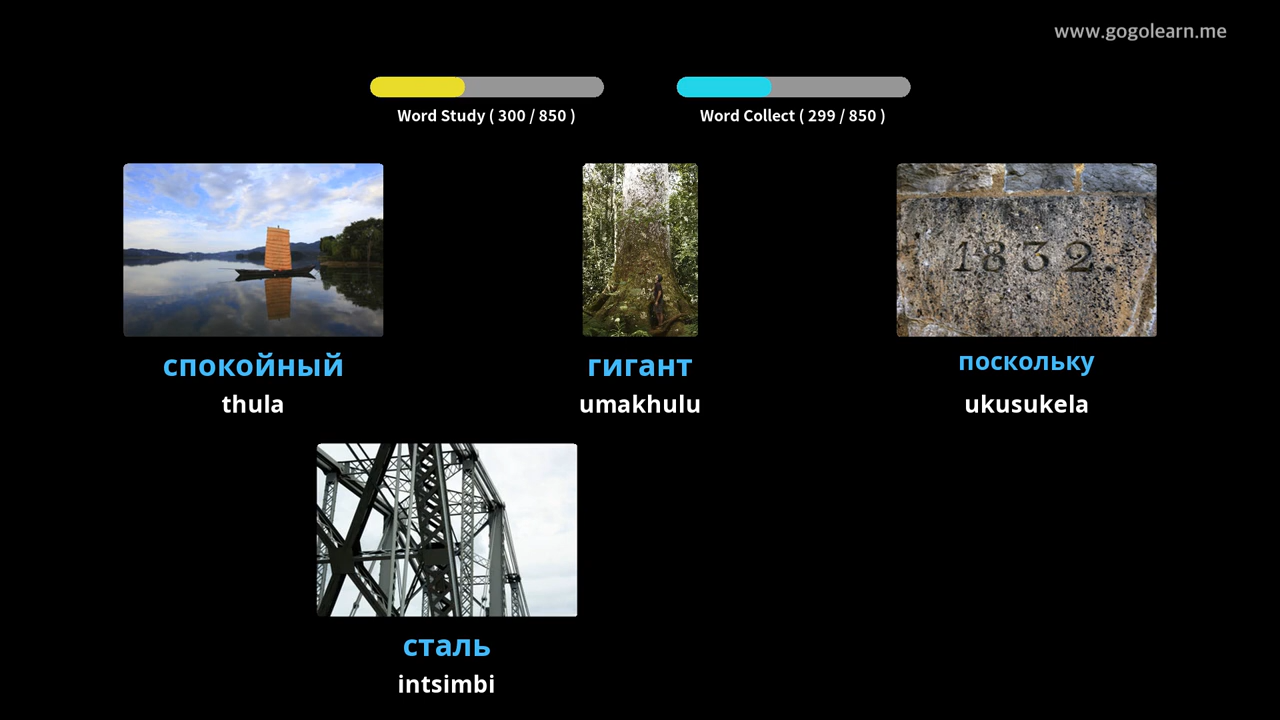 www.gogolearn.me
Word Study ( 300 / 850 )
Word Collect ( 299 / 850 )
1832.
спокойный
thula
гигант
umakhulu
поскольку
ukusukela
сталь
intsimbi